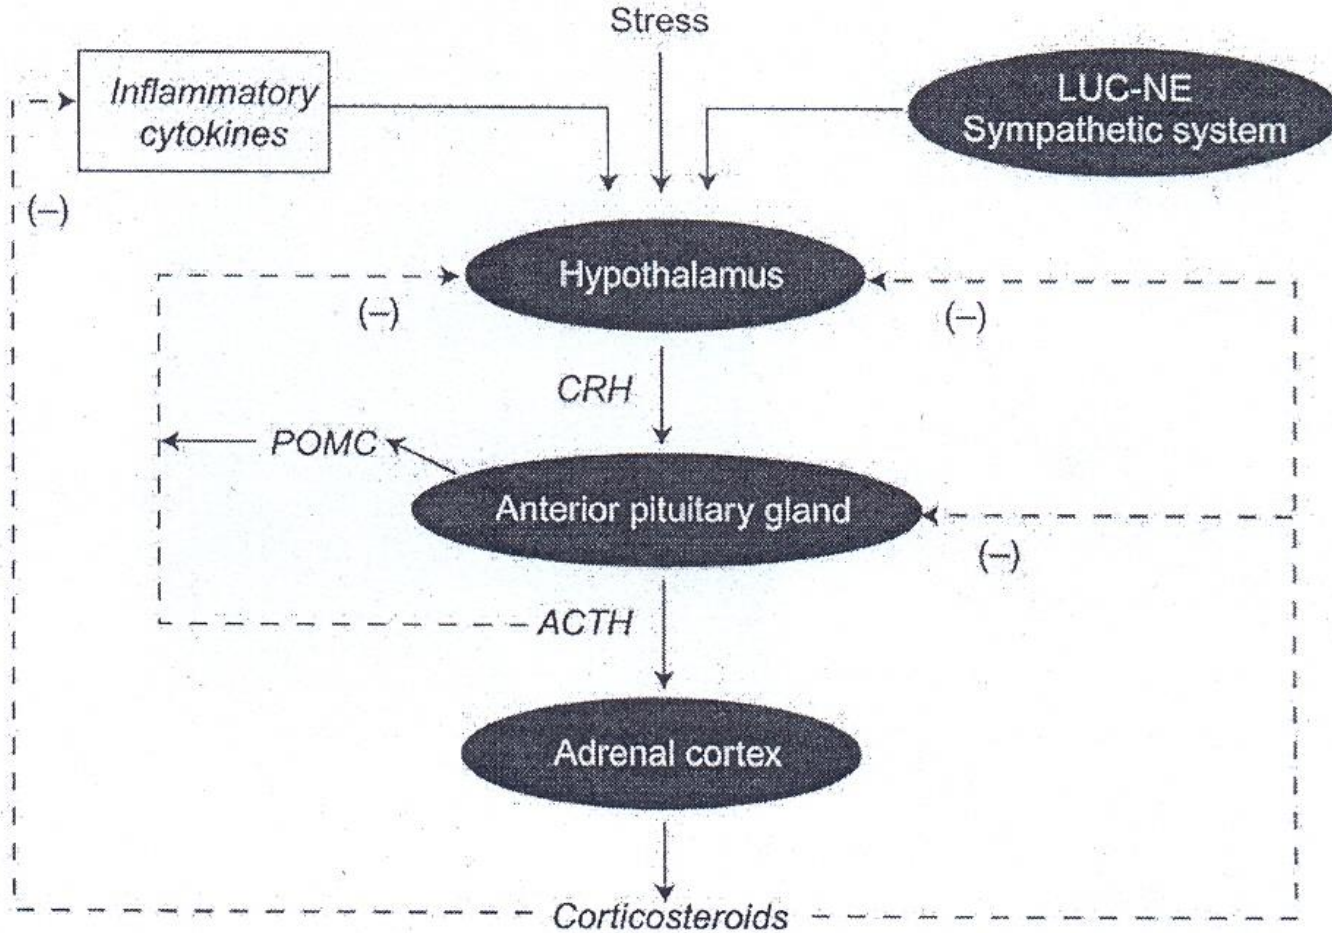 Stress
Inflammatory
cytokines
LUC-NE
Sympathetic system
(–)
Hypothalamus
(–)
(–)
CRH
POMC
Anterior pituitary gland
(–)
ACTH
Adrenal cortex
Corticosteroids